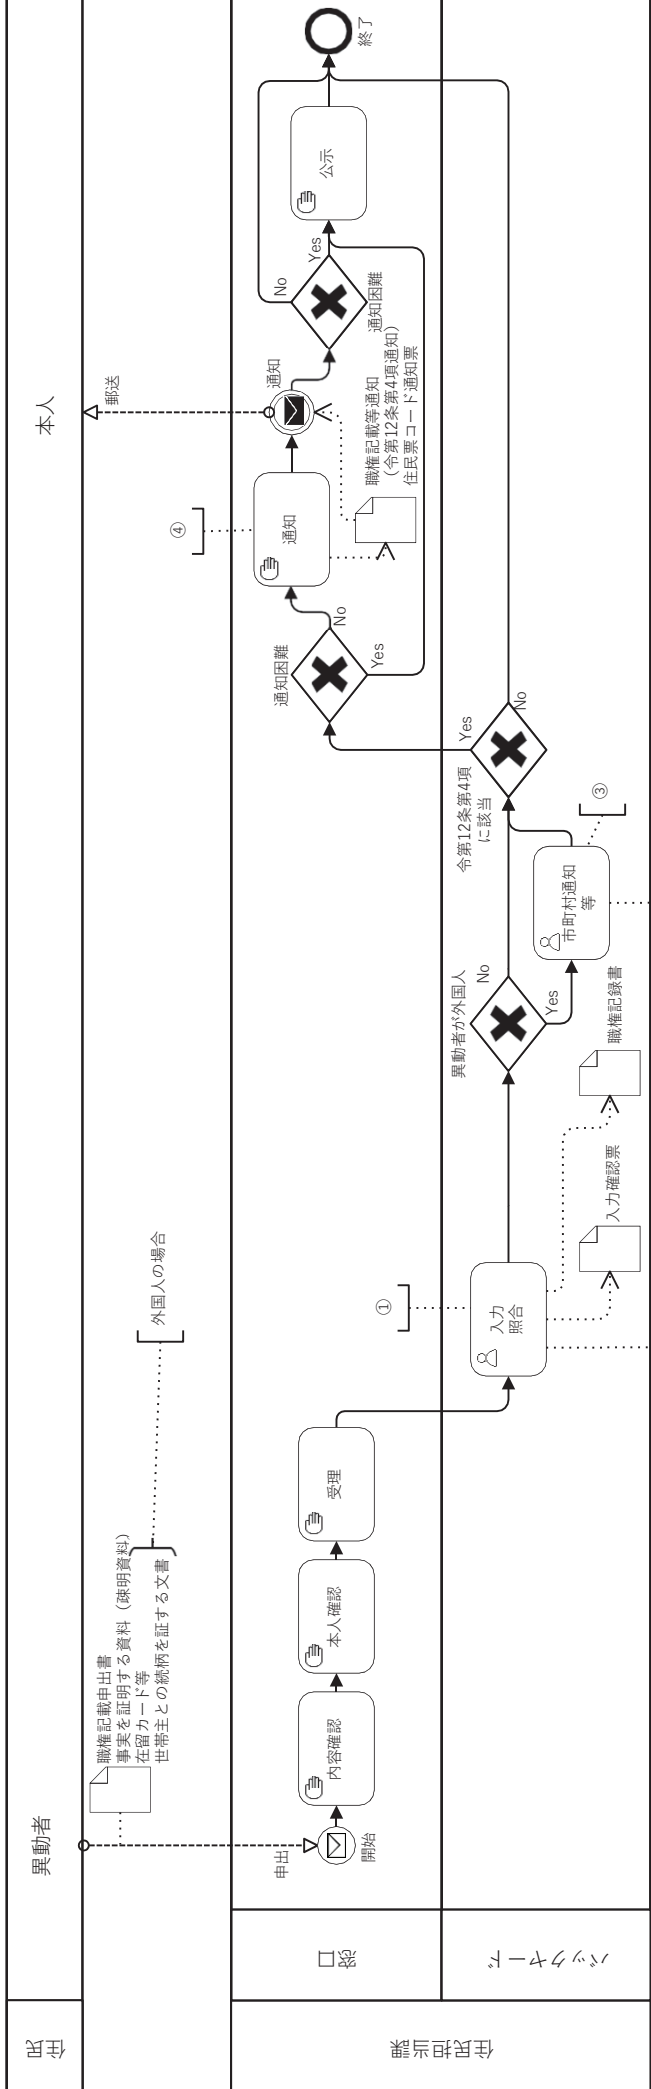 住民
異動者
本人
住民担当課
窓口
バックヤード
職権記載申出書
事実を証明する資料（疎明資料）
在留カード等
世帯主との続柄を証する文書
外国人の場合
申出
開始
内容確認
本人確認
受理
①
入力
照合
入力確認票
職権記録書
異動者が外国人
No
Yes
市町村通知
等
③
令第12条第4項
に該当
Yes
No
通知困難
No
Yes
④
通知
職権記載等通知
（令第12条第4項通知）
住民票コード通知票
通知
郵送
通知困難
No
Yes
公示
終了